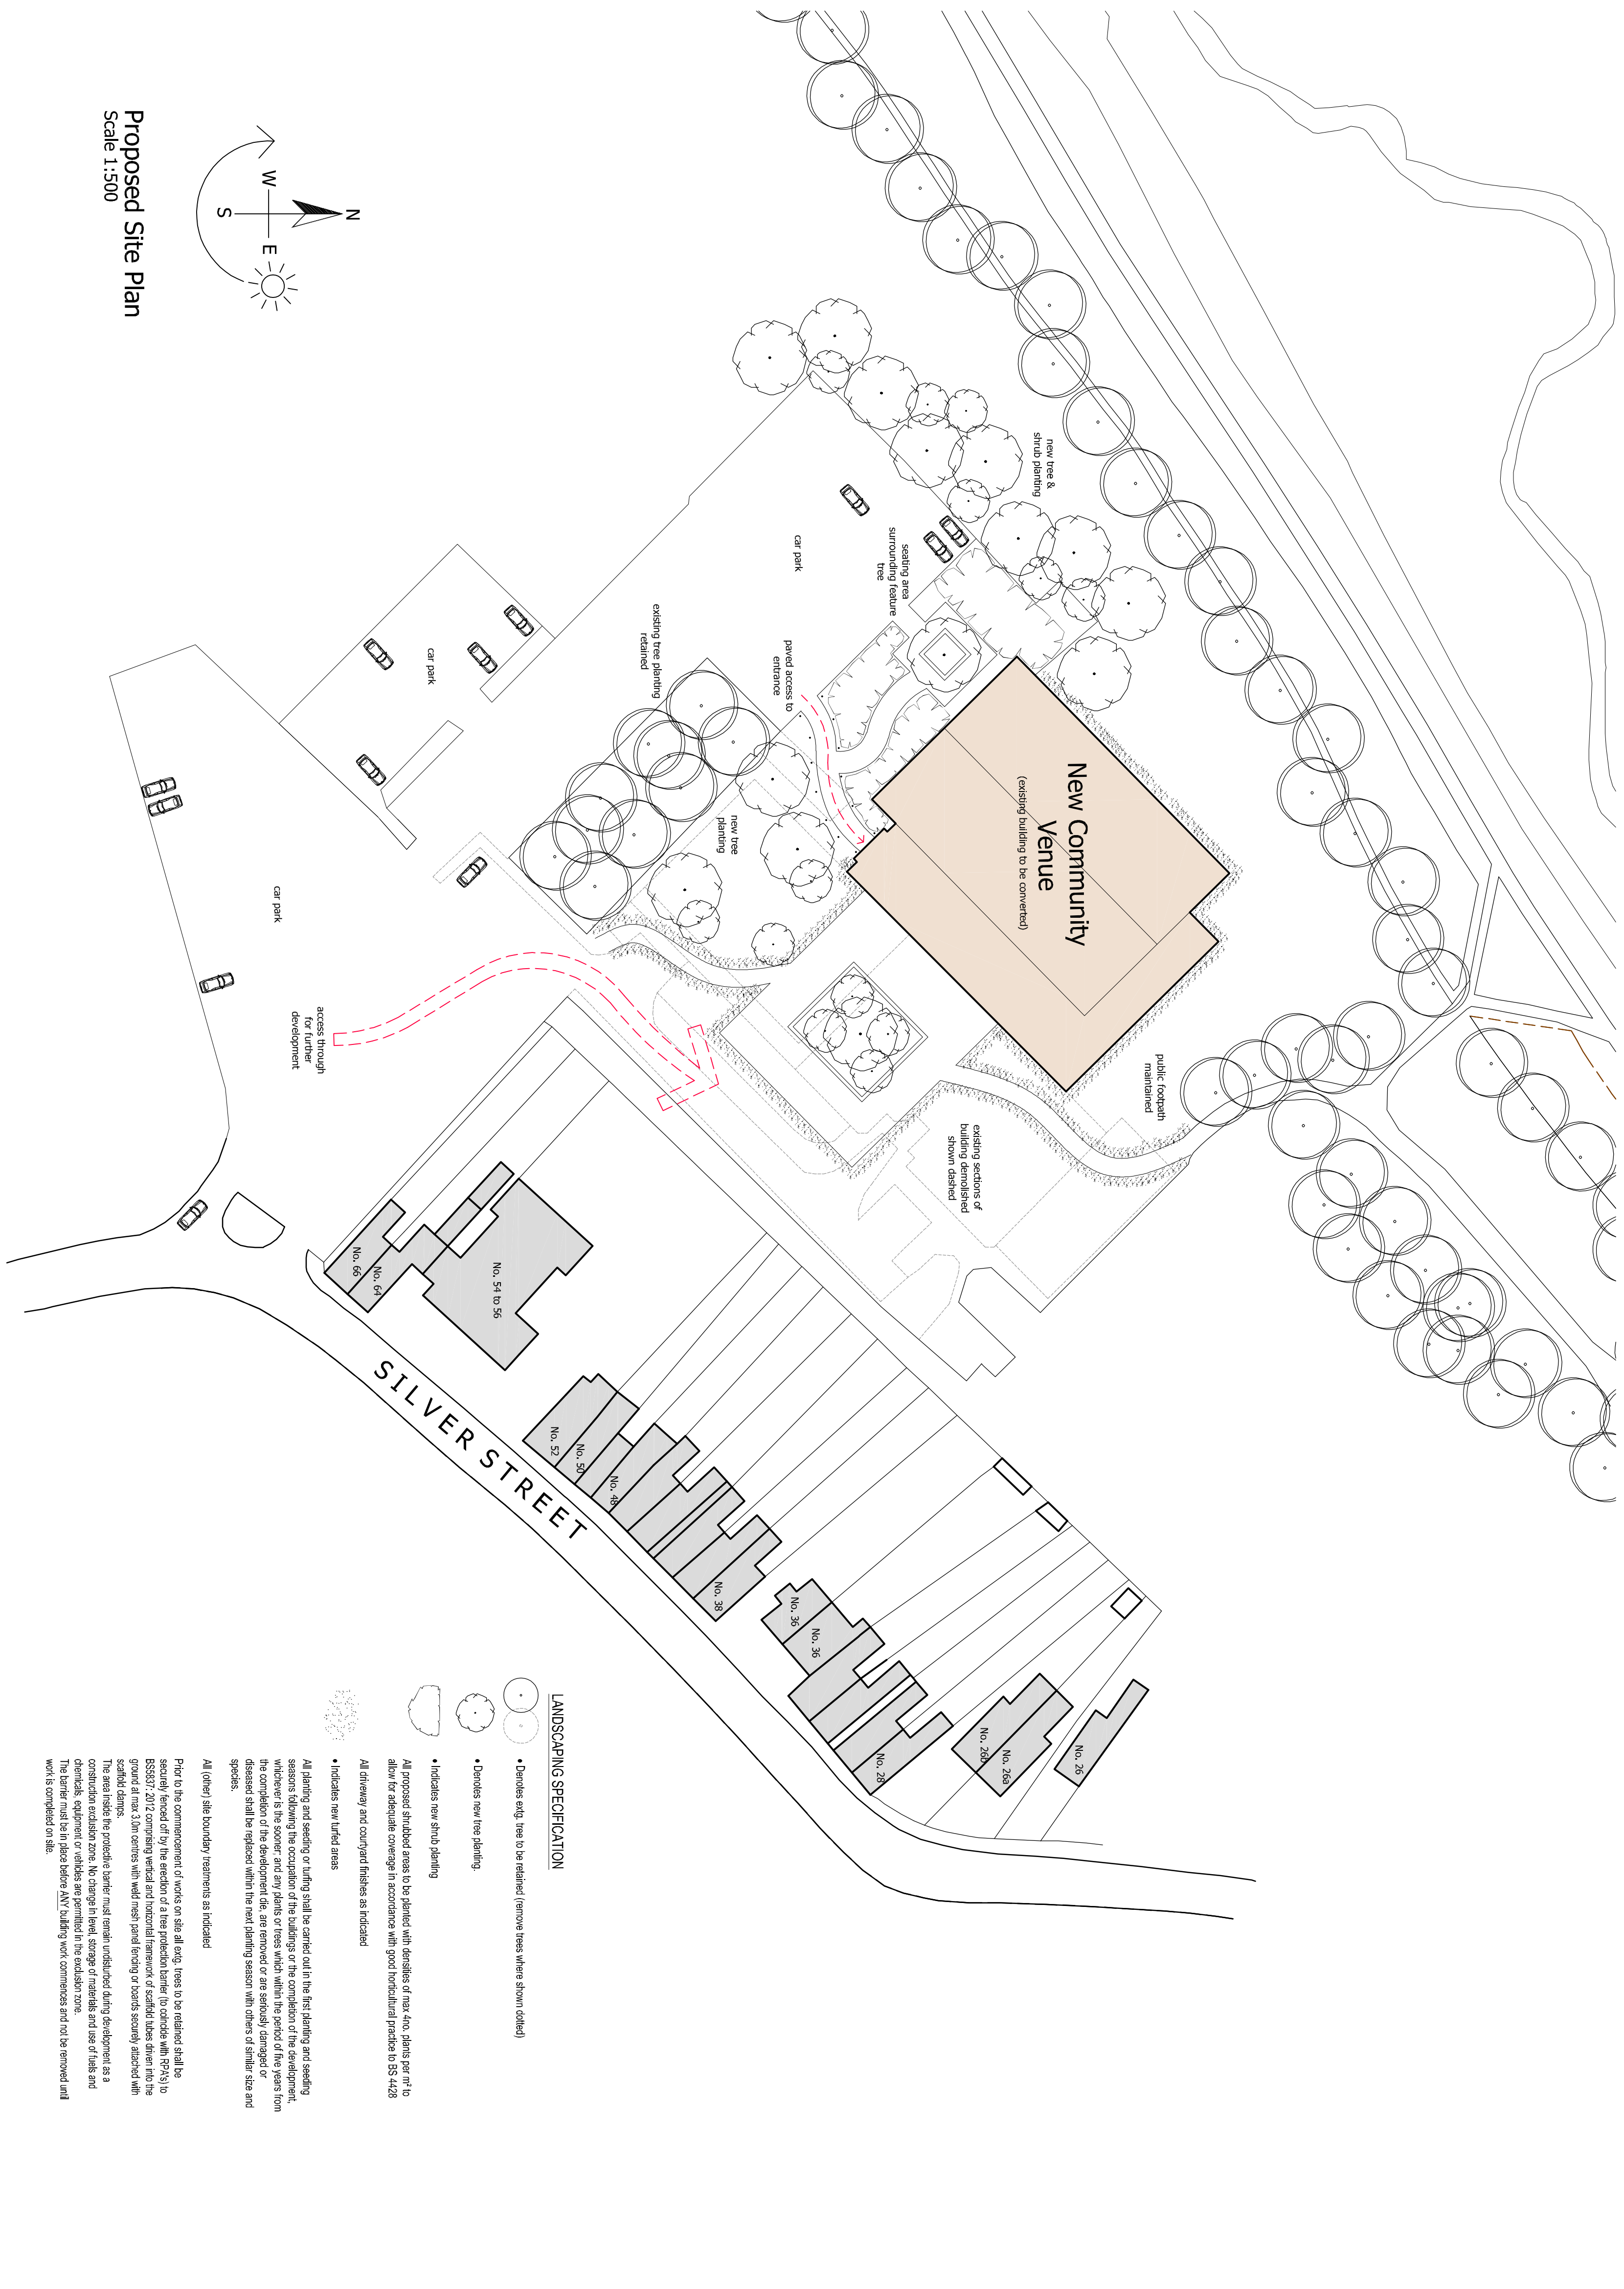 Proposed Site Plan
Scale 1:500
N
W
E
S
new tree &
shrub planting
seating area
surrounding feature
tree
car park
existing tree planting
retained
paved access to
entrance
car park
new tree
planting
New Community
Venue
(existing building to be converted)
car park
access through
for further
development
public footpath
maintained
existing sections of
building demolished
shown dashed
No. 66
No. 64
No. 54 to 56
SILVER STREET
No. 52
No. 50
No. 48
No. 38
No. 36
No. 36
No. 28
No. 26b
No. 26a
No. 26
LANDSCAPING SPECIFICATION
• Denotes extg. tree to be retained (remove trees where shown dotted)
• Denotes new tree planting.
• Indicates new shrub planting
All proposed shrubbed areas to be planted with densities of max 4no. plants per m² to
allow for adequate coverage in accordance with good horticultural practice to BS 4428
All driveway and courtyard finishes as indicated
• Indicates new turfed areas
All planting and seeding or turfing shall be carried out in the first planting and seeding
seasons following the occupation of the buildings or the completion of the development,
whichever is the sooner; and any plants or trees which within the period of five years from
the completion of the development die, are removed or are seriously damaged or
diseased shall be replaced within the next planting season with others of similar size and
species.
All (other) site boundary treatments as indicated
Prior to the commencement of works on site all extg. trees to be retained shall be
securely fenced off by the erection of a tree protection barrier (to coincide with RPA's) to
BS5837: 2012 comprising vertical and horizontal framework of scaffold tubes driven into the
ground at max 3.0m centres with weld mesh panel fencing or boards securely attached with
scaffold clamps.
The area inside the protective barrier must remain undisturbed during development as a
construction exclusion zone. No change in level, storage of materials and use of fuels and
chemicals, equipment or vehicles are permitted in the exclusion zone.
The barrier must be in place before ANY building work commences and not be removed until
work is completed on site.